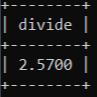 +--------+
| divide |
+--------+
| 2.5700 |
+--------+